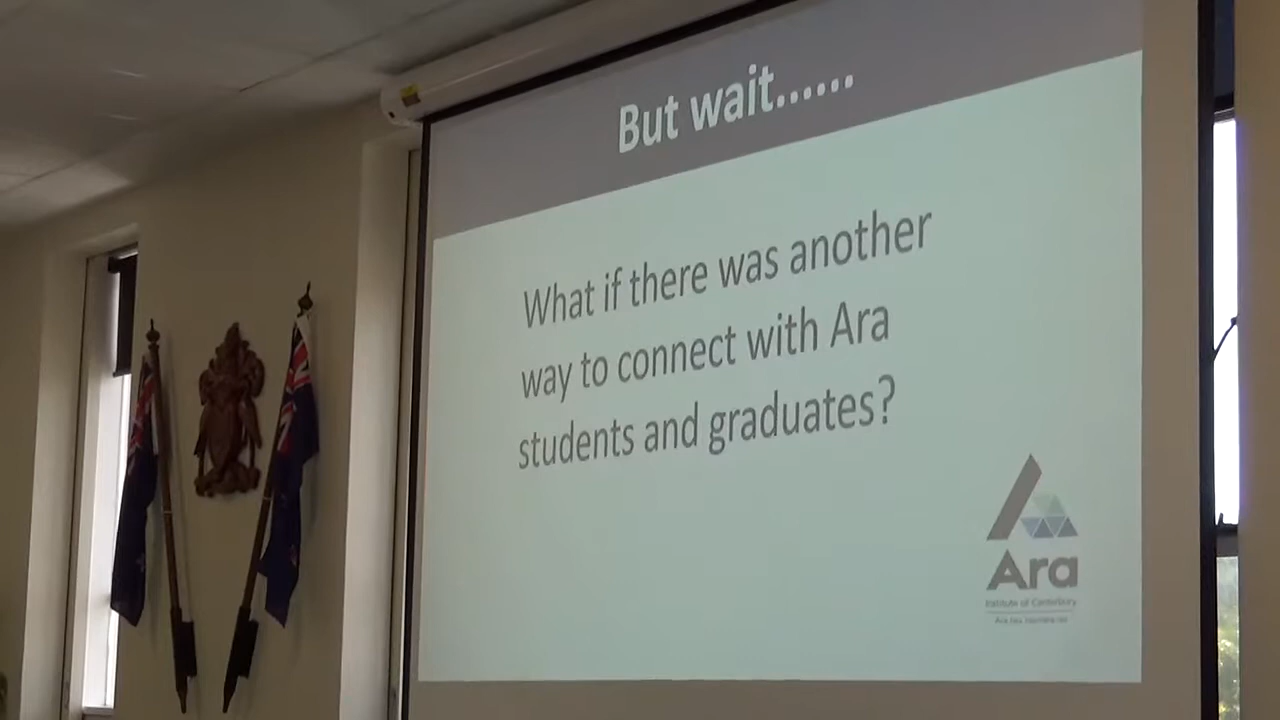 But wait......
What if there was another
way to connect with Ara
students and graduates?
Ara
Institute of Canterbury